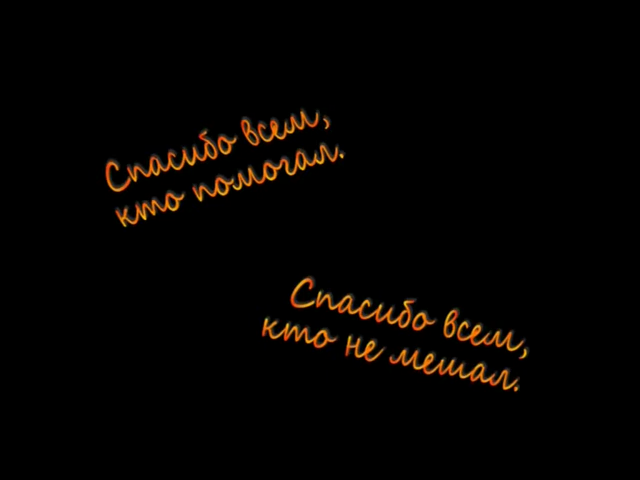 Спасибо всем,
кто помогал.
Спасибо всем,
кто не мешал.